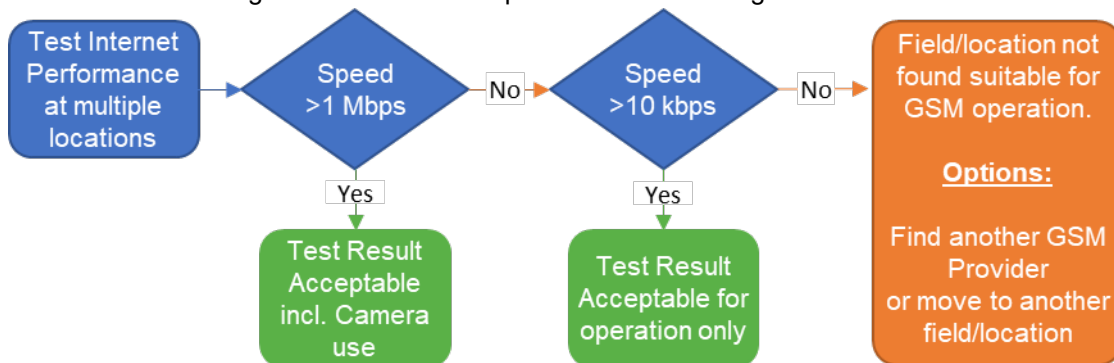 Test Internet
Performance
at multiple
locations
Speed
>1 Mbps
No
Speed
>10 kbps
No
Field/location not
found suitable for
GSM operation.
Options:
Find another GSM
Provider
or move to another
field/location
Yes
Yes
Test Result
Acceptable
incl. Camera
use
Test Result
Acceptable for
operation only